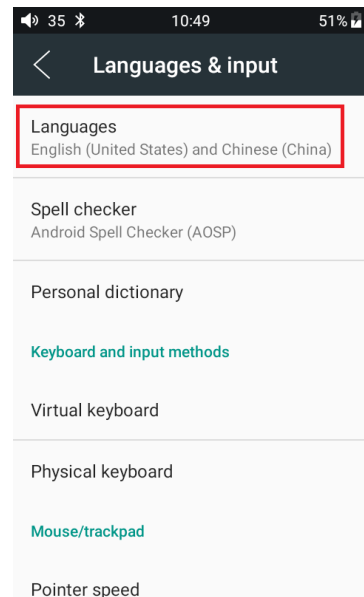 35 10:49 51%
Languages & input
Languages
English (United States) and Chinese (China)
Spell checker
Android Spell Checker (AOSP)
Personal dictionary
Keyboard and input methods
Virtual keyboard
Physical keyboard
Mouse/trackpad
Pointer speed